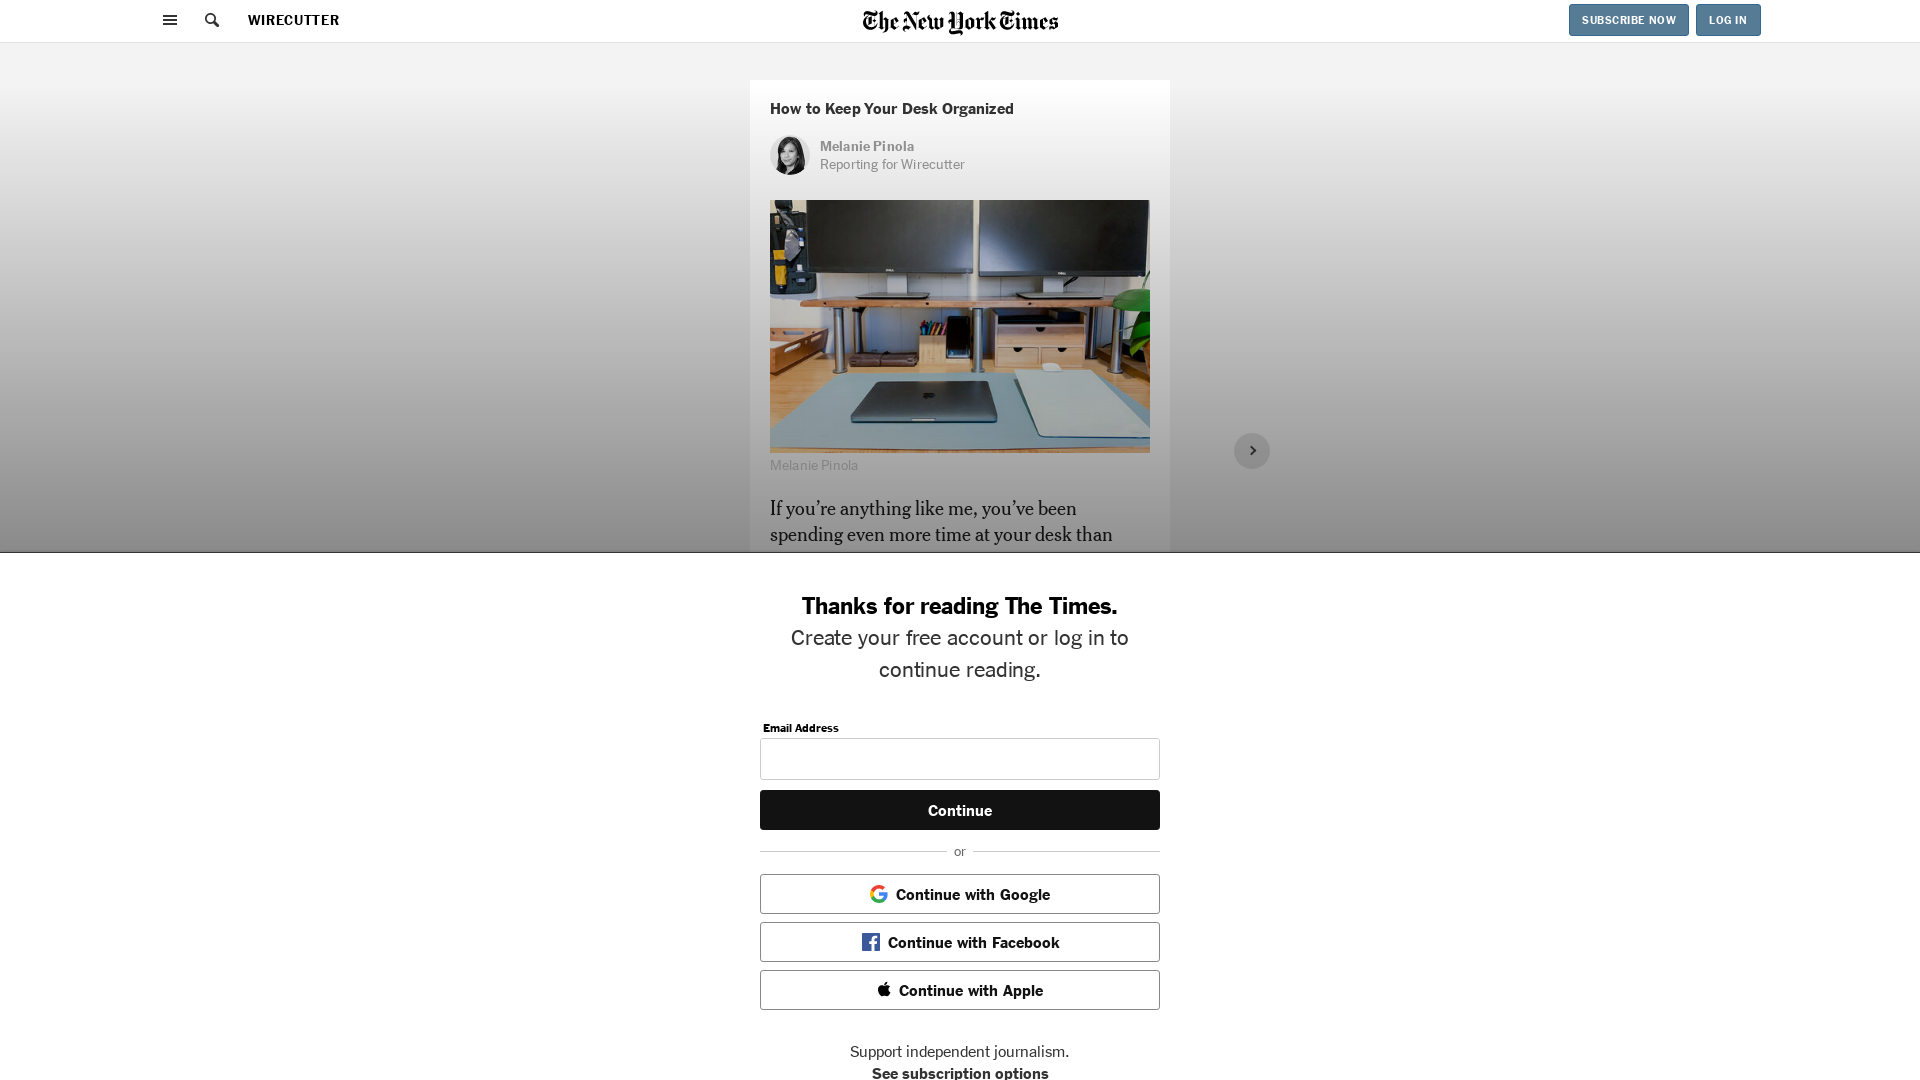 WIRECUTTER
The New York Times
SUBSCRIBE NOW
LOG IN
How to Keep Your Desk Organized
Melanie Pinola
Reporting for Wirecutter
Melanie Pinola
If you’re anything like me, you’ve been
spending even more time at your desk than
Thanks for reading The Times.
Create your free account or log in to
continue reading.
Email Address
Continue
or
Continue with Google
Continue with Facebook
Continue with Apple
Support independent journalism.
See subscription options